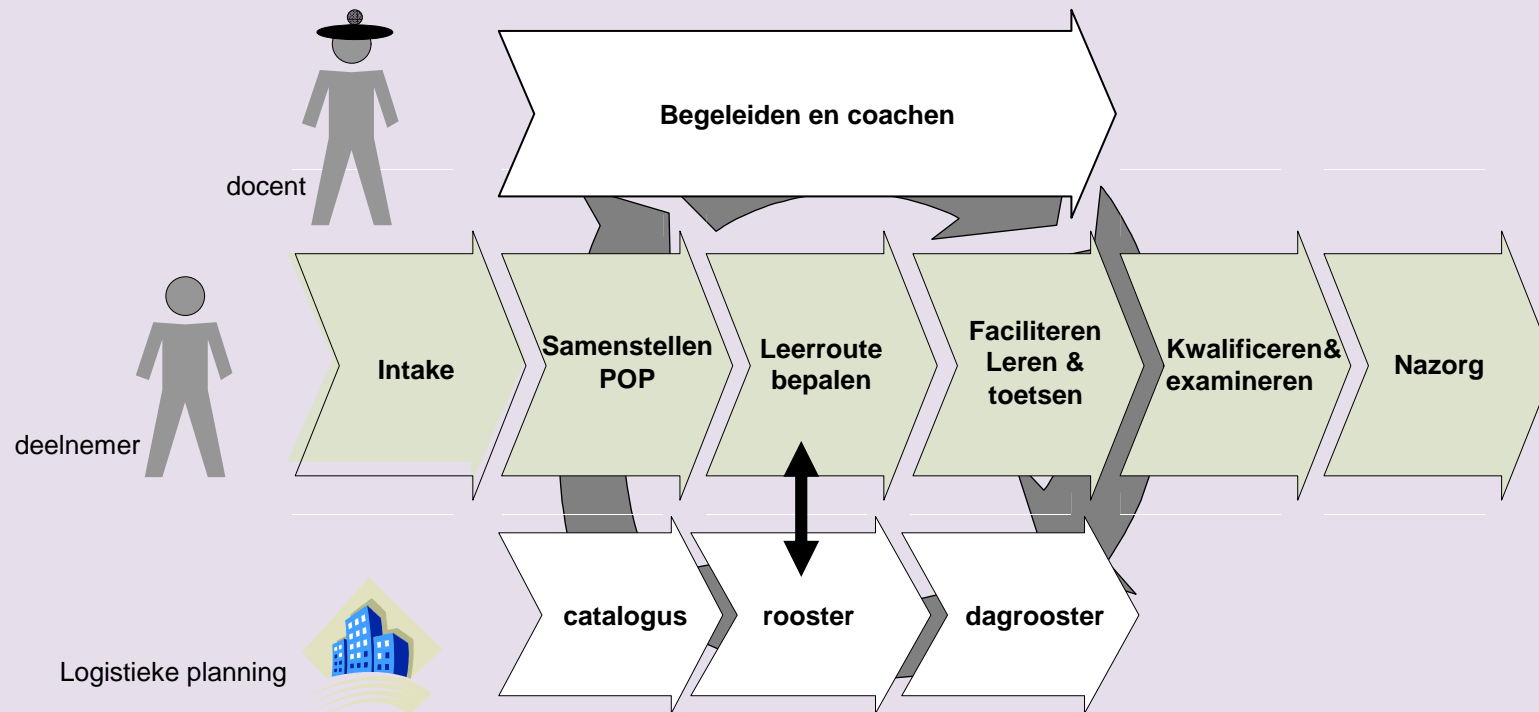 Begeleiden en coachen
docent
Intake
Samenstellen
POP
Leerroute
bepalen
Faciliteren
Leren &
toetsen
Kwalificeren&
examineren
Nazorg
deelnemer
catalogus
rooster
dagrooster
Logistieke planning